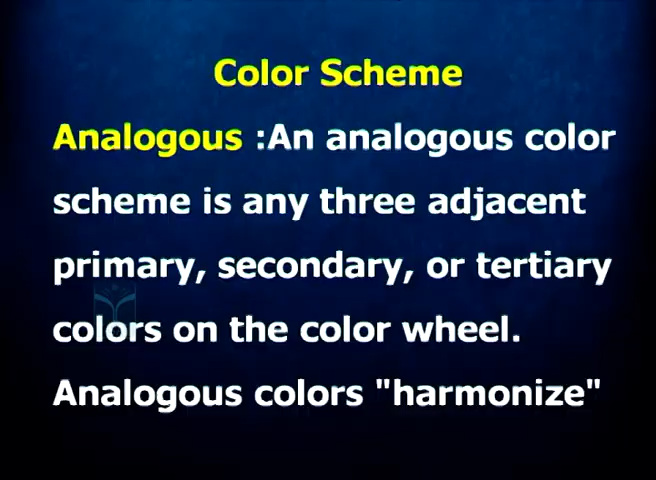 Color Scheme
Analogous :An analogous color
scheme is any three adjacent
primary, secondary, or tertiary
colors on the color wheel.
Analogous colors "harmonize"